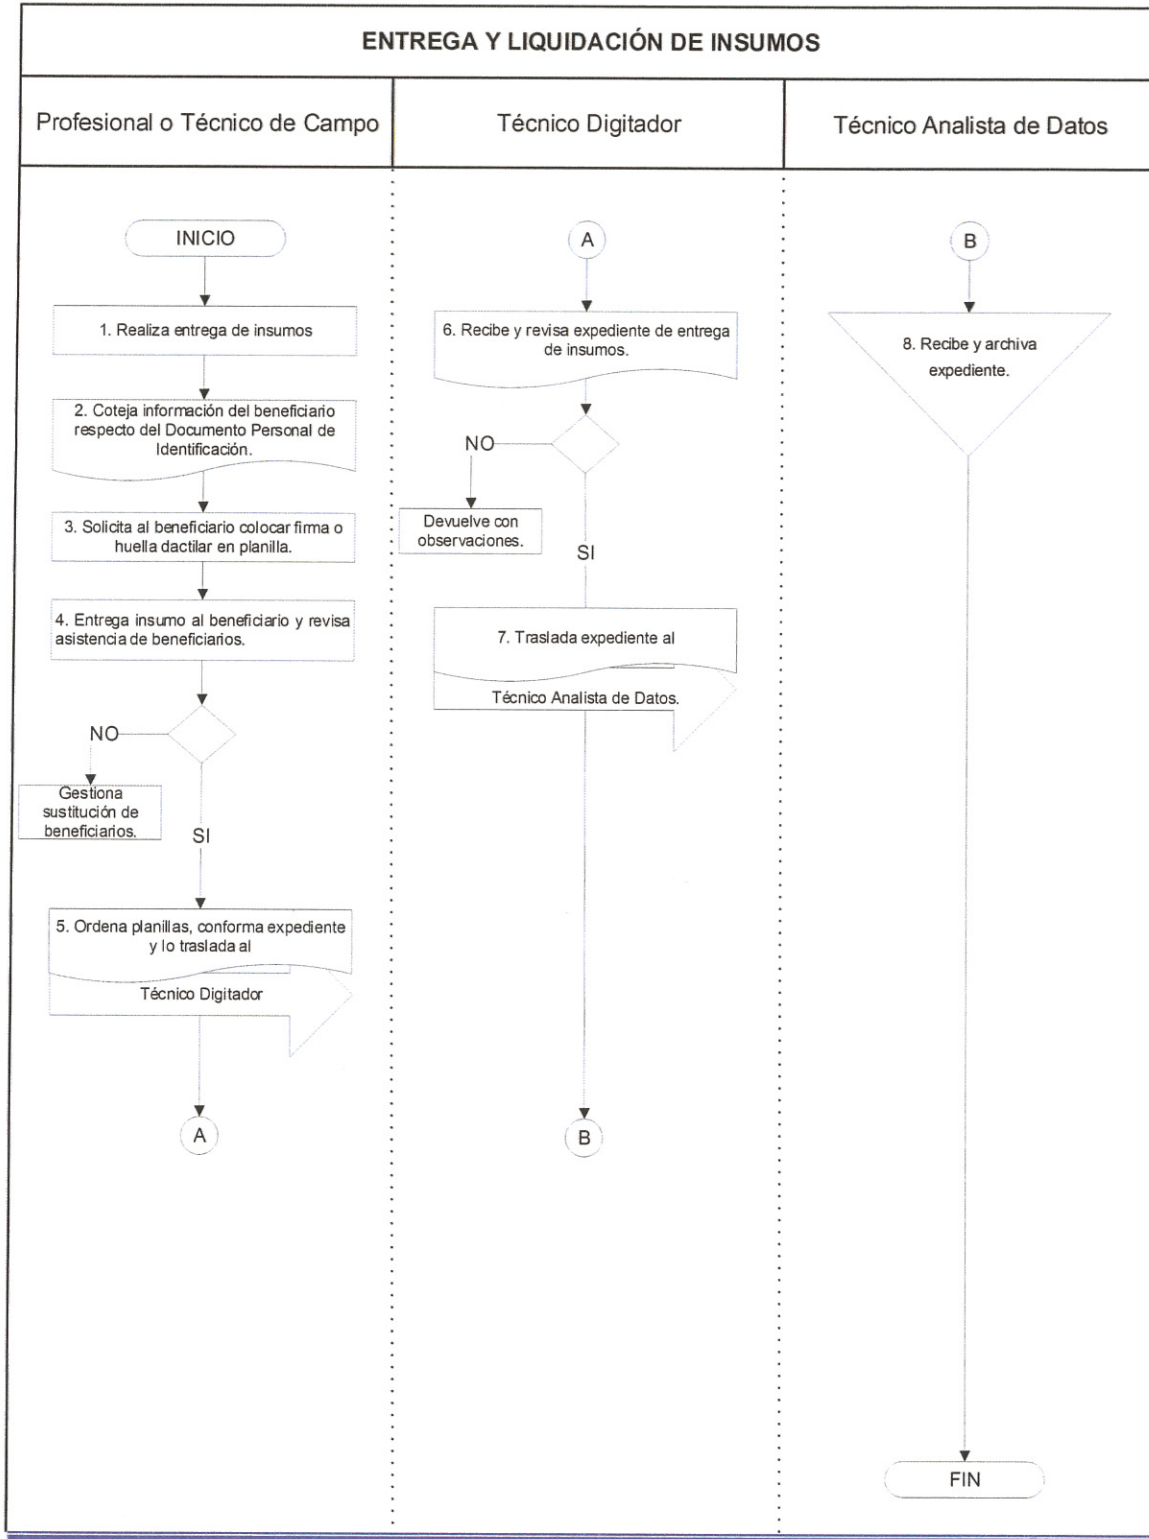 ENTREGA Y LIQUIDACIÓN DE INSUMOS
Profesional o Técnico de Campo
Técnico Digitador
Técnico Analista de Datos
INICIO
1. Realiza entrega de insumos
2. Coteja información del beneficiario
respecto del Documento Personal de
Identificación.
3. Solicita al beneficiario colocar firma o
huella dactilar en planilla.
4. Entrega insumo al beneficiario y revisa
asistencia de beneficiarios.
NO
Gestiona
sustitución de
beneficiarios.
SI
5. Ordena planillas, conforma expediente
y lo traslada al
Técnico Digitador
A
A
6. Recibe y revisa expediente de entrega
de insumos.
NO
Devuelve con
observaciones.
SI
7. Traslada expediente al
Técnico Analista de Datos.
B
B
8. Recibe y archiva
expediente.
FIN